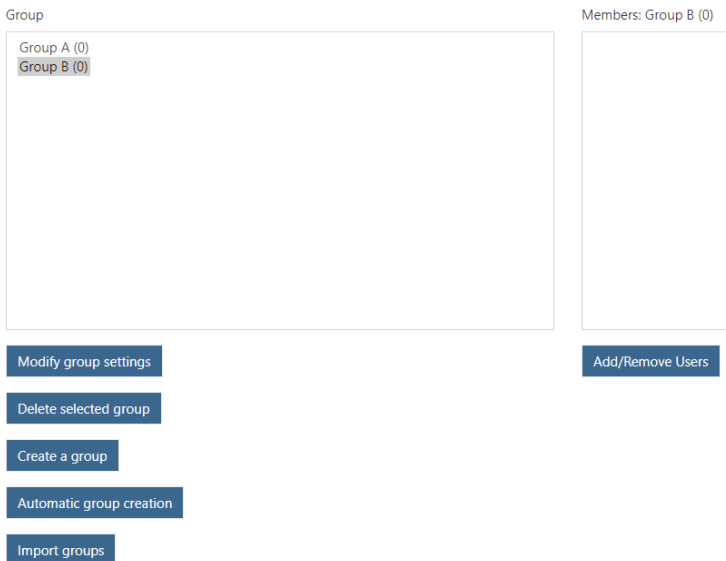 Group
Group A (0)
Group B (0)
Modify group settings
Delete selected group
Create a group
Automatic group creation
Import groups
Members: Group B (0)
Add/Remove Users